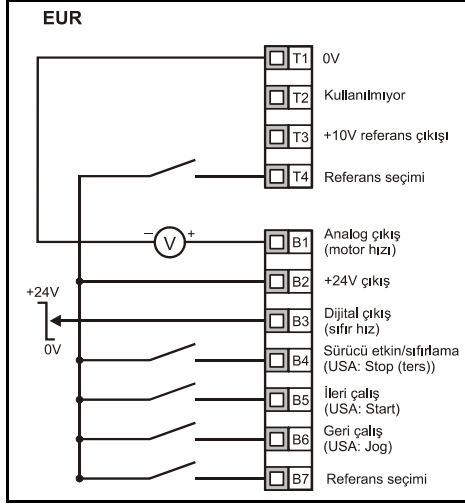 EUR
T1 0V
T2 Kullanılmıyor
T3 +10V referans çıkışı
T4 Referans seçimi
− V + B1 Analog çıkış
(motor hızı)
B2 +24V çıkış
+24V
B3 Dijital çıkış
(sıfır hız)
0V
B4 Sürücü etkin/sıfırlama
(USA: Stop (ters))
B5 İleri çalış
(USA: Start)
B6 Geri çalış
(USA: Jog)
B7 Referans seçimi